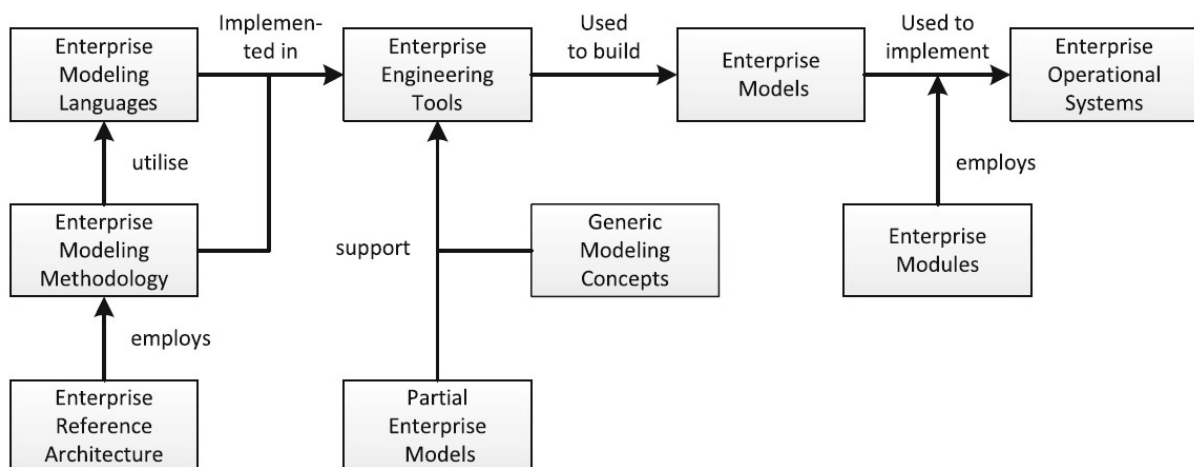 Enterprise
Modeling
Languages
Implemen-
ted in
Enterprise
Engineering
Tools
Used
to build
Enterprise
Models
Used to
implement
Enterprise
Operational
Systems
utilise
employs
Enterprise
Modeling
Methodology
support
Generic
Modeling
Concepts
Enterprise
Modules
employs
Enterprise
Reference
Architecture
Partial
Enterprise
Models